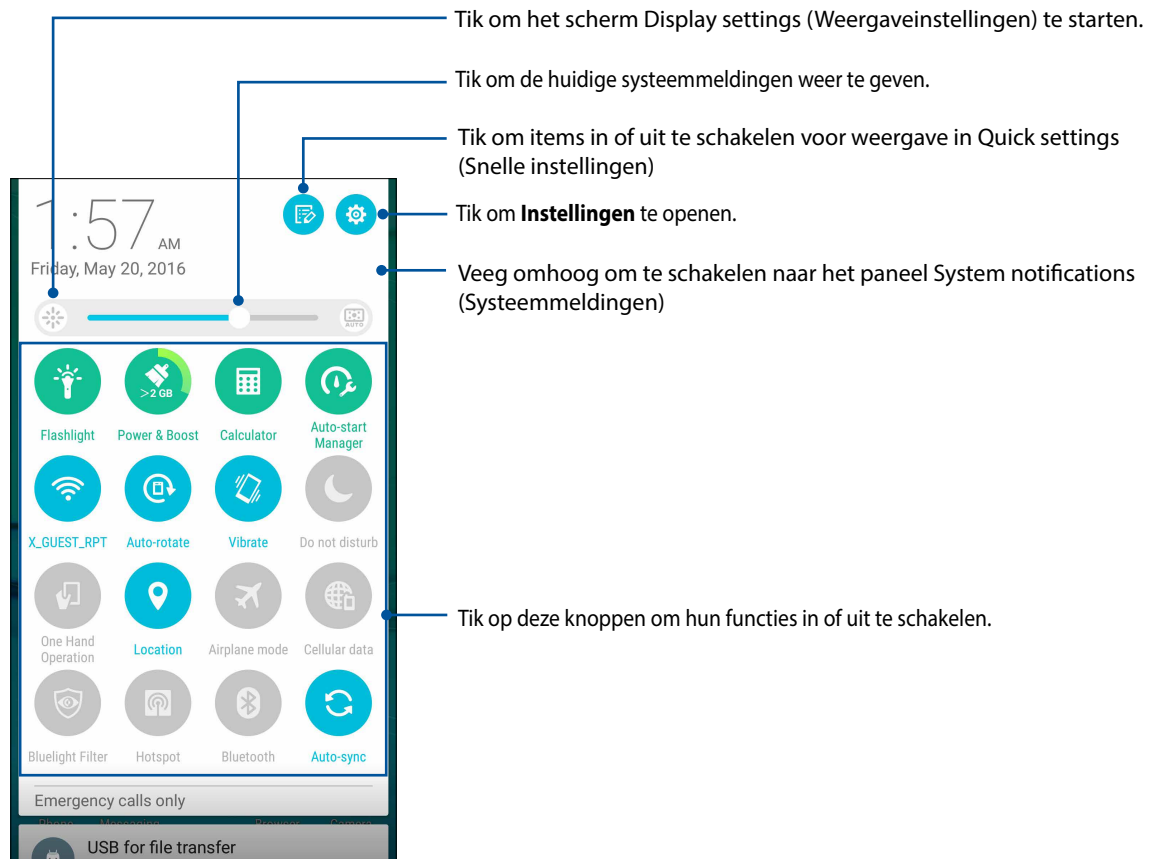 Tik om het scherm Display settings (Weergaveinstellingen) te starten.
Tik om de huidige systeemmeldingen weer te geven.
Tik om items in of uit te schakelen voor weergave in Quick settings
(Snelle instellingen)
Tik om Instellingen te openen.
Veeg omhoog om te schakelen naar het paneel System notifications
(Systeemmeldingen)
1:57 AM
Friday, May 20, 2016
AUTO
>2 GB
Flashlight Power & Boost Calculator Auto-start
Manager
X_GUEST_RPT Auto-rotate Vibrate Do not disturb
One Hand
Operation Location Airplane mode Cellular data
Tik op deze knoppen om hun functies in of uit te schakelen.
Bluelight Filter Hotspot Bluetooth Auto-sync
Emergency calls only
Phone Messaging Browser Camera
USB for file transfer